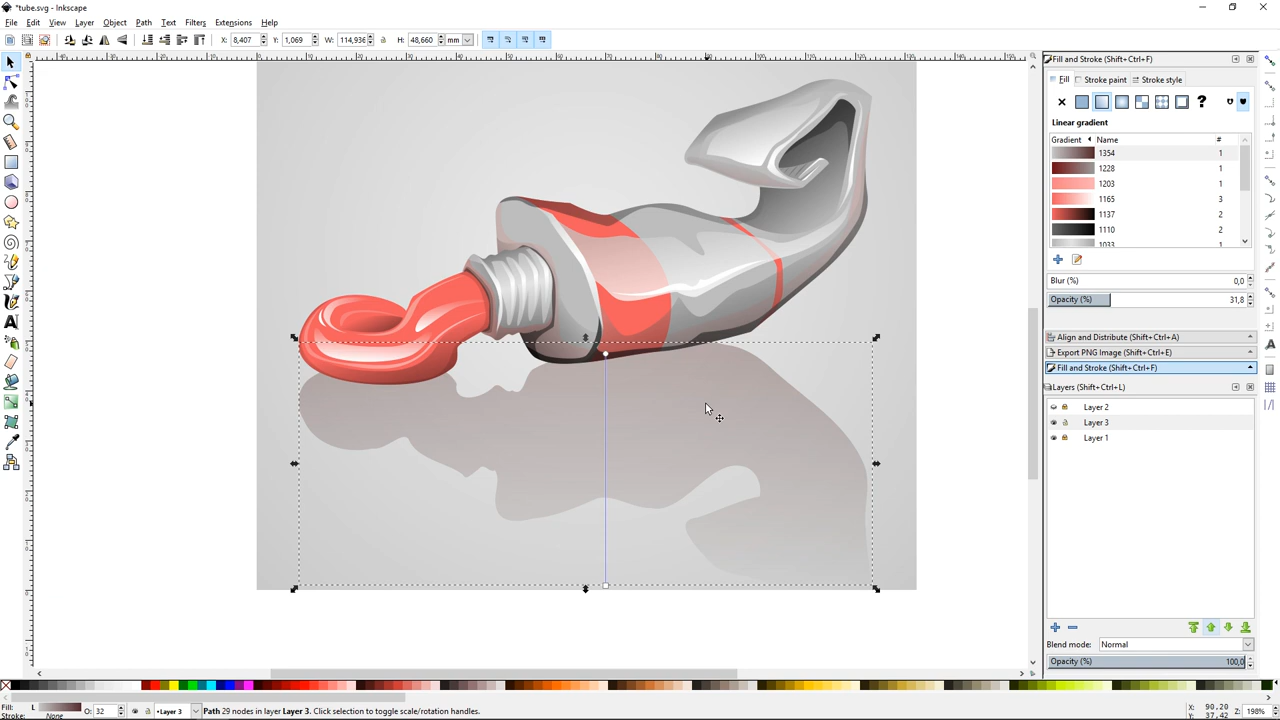 *tube.svg - Inkscape
File Edit View Layer Object Path Text Filters Extensions Help
X: 8,407 Y: 1,069 W: 114,936 H: 48,660 mm
Fill and Stroke (Shift+Ctrl+F)
Fill Stroke paint Stroke style
Linear gradient
Gradient Name #
1354 1
1228 1
1203 1
1165 3
1137 2
1110 2
1033 1
Blur (%) 0,0
Opacity (%) 31,8
Align and Distribute (Shift+Ctrl+A)
Export PNG Image (Shift+Ctrl+E)
Fill and Stroke (Shift+Ctrl+F)
Layers (Shift+Ctrl+L)
Layer 2
Layer 3
Layer 1
Blend mode: Normal
Opacity (%) 100,0
Fill: L O: 32 Layer 3 Path 29 nodes in layer Layer 3. Click selection to toggle scale/rotation handles. X: 90.20 Z: 198%
Stroke: None Y: 37.42